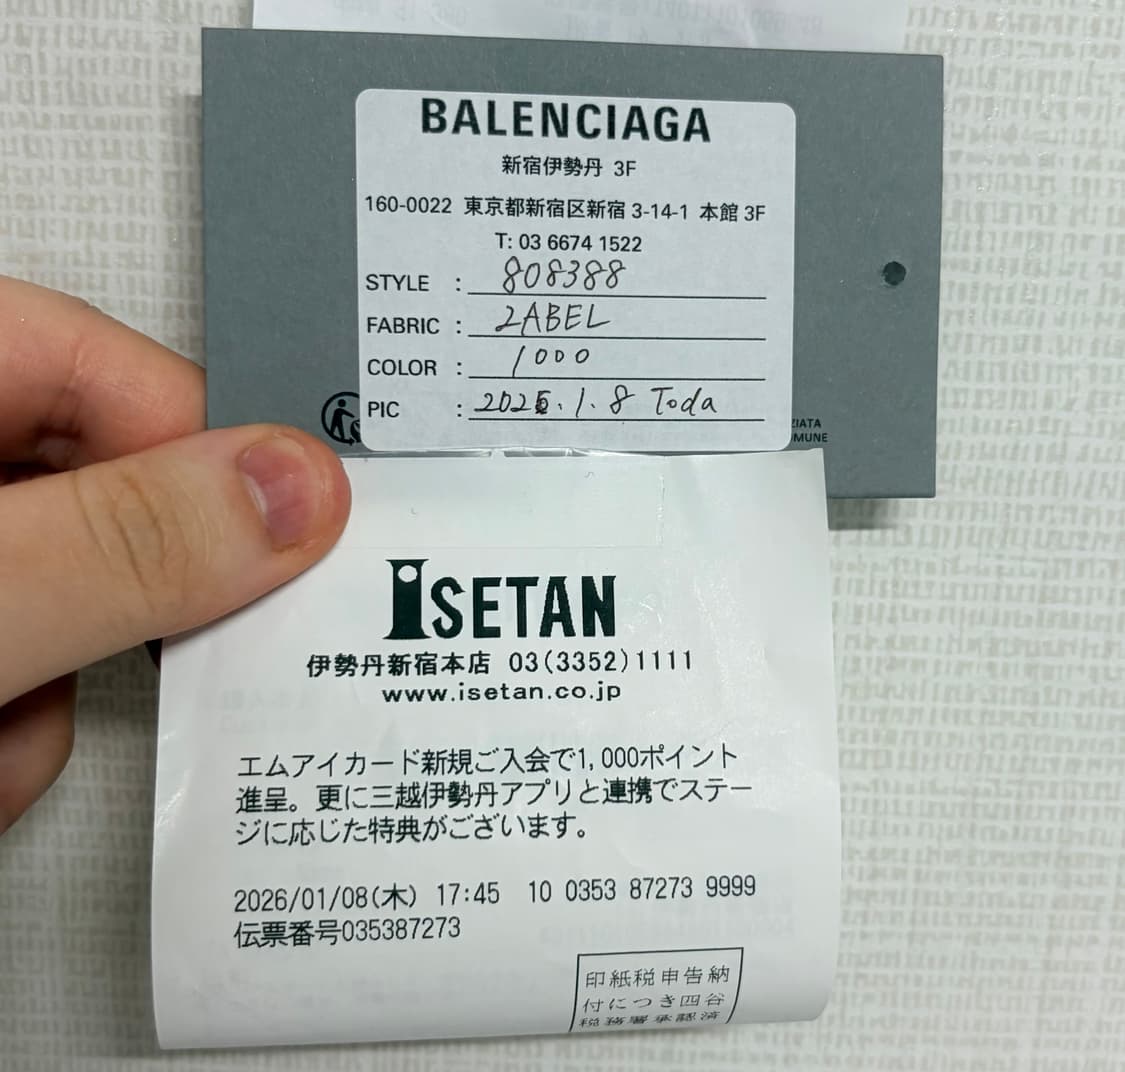 BALENCIAGA
新宿伊勢丹 3F
160-0022 東京都新宿区新宿 3-14-1 本館 3F
T: 03 6674 1522
STYLE : 808388
FABRIC : 2ABEL
COLOR : 1000
PIC : 2026.1.8 Toda
ZIATA
OMUNE
ISETAN
伊勢丹新宿本店 03(3352)1111
www.isetan.co.jp
エムアイカード新規ご入会で1,000ポイント
進呈。更に三越伊勢丹アプリと連携でステー
ジに応じた特典がございます。
2026/01/08(木) 17:45 10 0353 87273 9999
伝票番号035387273
印紙税申告納
付につき四谷
税務署承認済